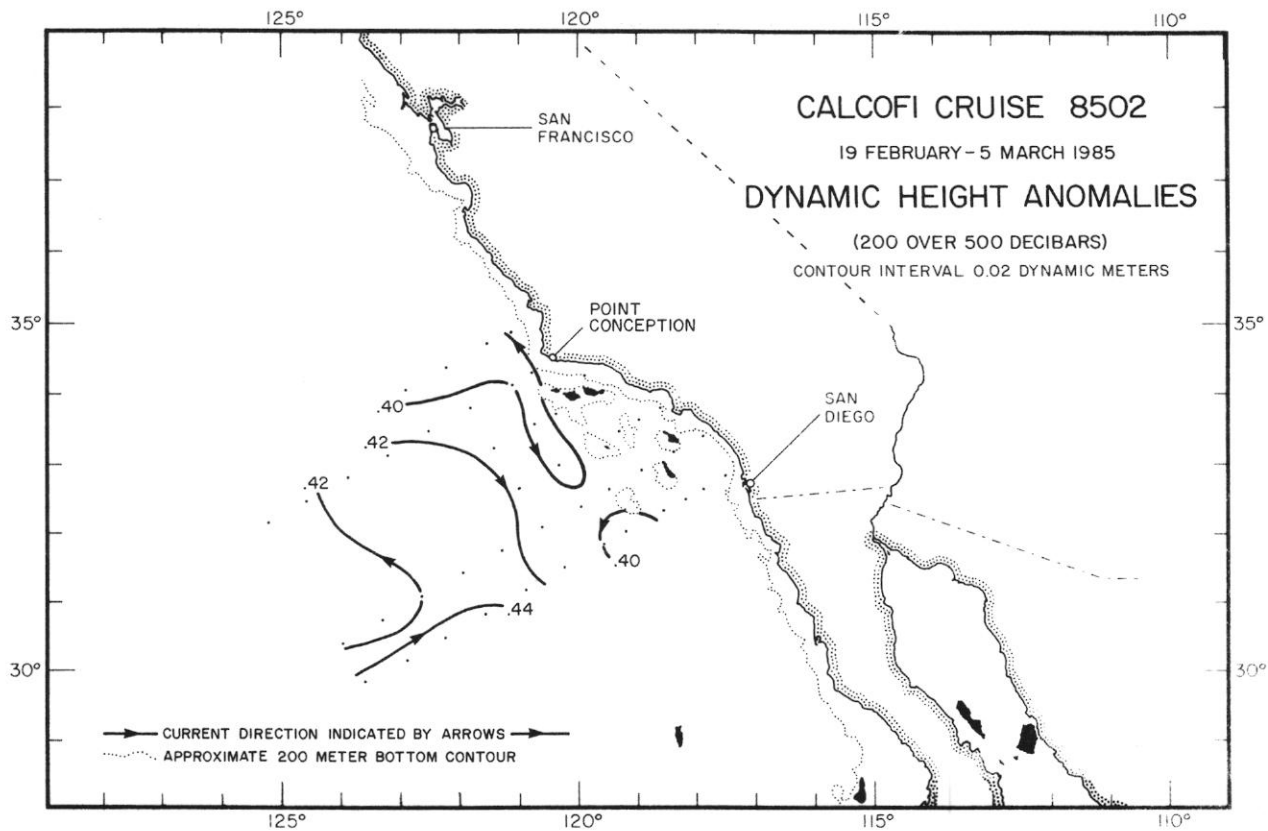 125°
120°
115°
110°
CALCOFI CRUISE 8502
19 FEBRUARY – 5 MARCH 1985
DYNAMIC HEIGHT ANOMALIES
(200 OVER 500 DECIBARS)
CONTOUR INTERVAL 0.02 DYNAMIC METERS
SAN
FRANCISCO
35°
35°
POINT
CONCEPTION
SAN
DIEGO
.40
.42
.42
.40
.44
30°
30°
CURRENT DIRECTION INDICATED BY ARROWS
APPROXIMATE 200 METER BOTTOM CONTOUR
125°
120°
115°
110°